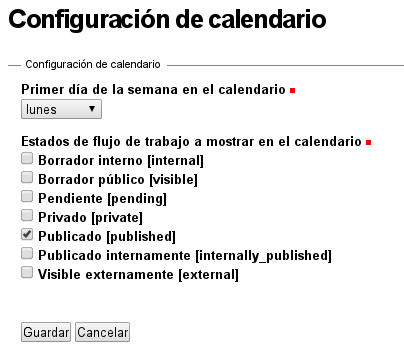 Configuración de calendario
Configuración de calendario
Primer día de la semana en el calendario
lunes
Estados de flujo de trabajo a mostrar en el calendario
Borrador interno [internal]
Borrador público [visible]
Pendiente [pending]
Privado [private]
Publicado [published]
Publicado internamente [internally_published]
Visible externamente [external]
Guardar Cancelar